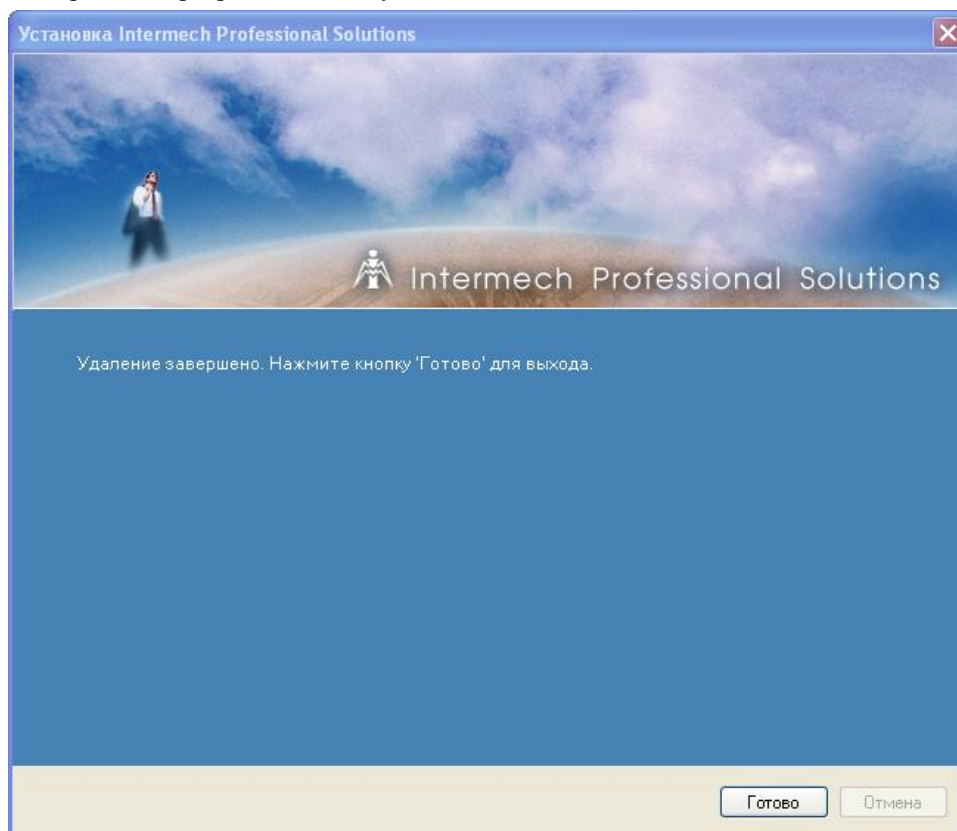 Установка Intermech Professional Solutions
Intermech Professional Solutions
Удаление завершено. Нажмите кнопку 'Готово' для выхода.
Готово
Отмена